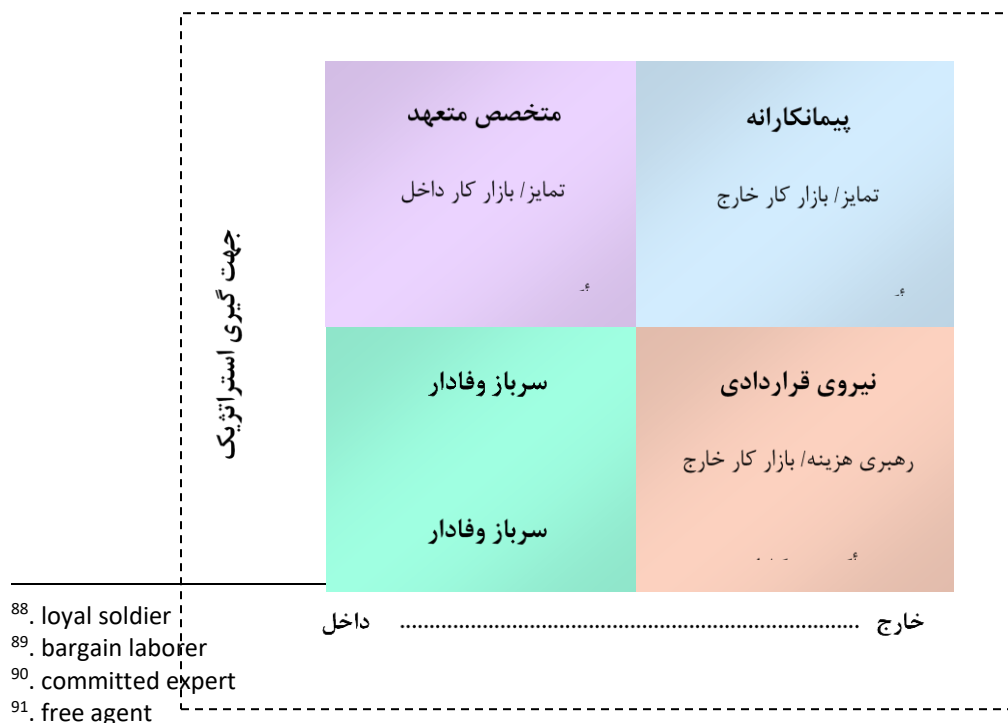 پیمانکارانه
تمایز/ بازار کار خارج
متخصص متعهد
تمایز/ بازار کار داخل
جهت گیری استراتژیک
نیروی قراردادی
رهبری هزینه/ بازار کار خارج
سرباز وفادار
سرباز وفادار
خارج ............................................................................ داخل
88. loyal soldier
89. bargain laborer
90. committed expert
91. free agent